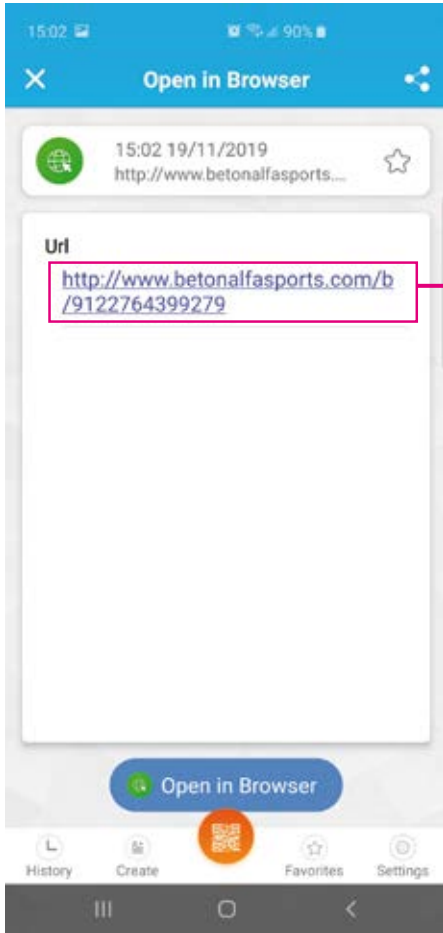 15:02 90%
Open in Browser
15:02 19/11/2019
http://www.betonalfasports....
Url
http://www.betonalfasports.com/b
/9122764399279
Open in Browser
History Create Favorites Settings